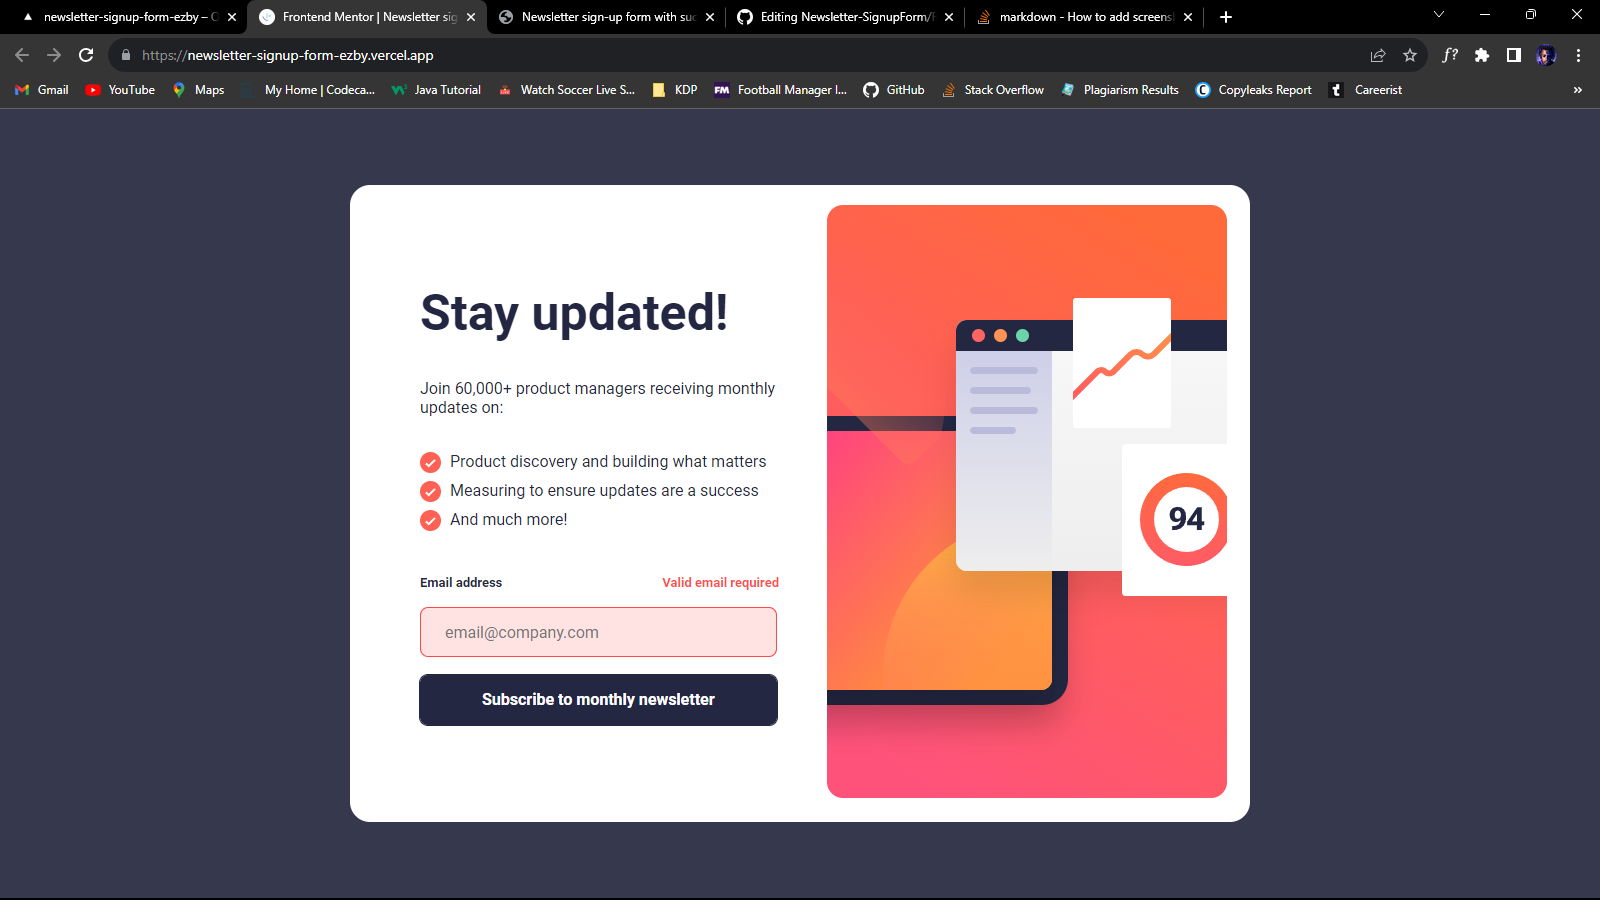 newsletter-signup-form-ezby – O
Frontend Mentor | Newsletter sig
Newsletter sign-up form with suc
Editing Newsletter-SignupForm/
markdown - How to add screens
https://newsletter-signup-form-ezby.vercel.app
f?
Gmail
YouTube
Maps
My Home | Codeca...
Java Tutorial
Watch Soccer Live S...
KDP
FM
Football Manager I...
GitHub
Stack Overflow
Plagiarism Results
C
Copyleaks Report
t
Careerist
»
Stay updated!
Join 60,000+ product managers receiving monthly
updates on:
Product discovery and building what matters
Measuring to ensure updates are a success
And much more!
Email address
Valid email required
email@company.com
Subscribe to monthly newsletter
94